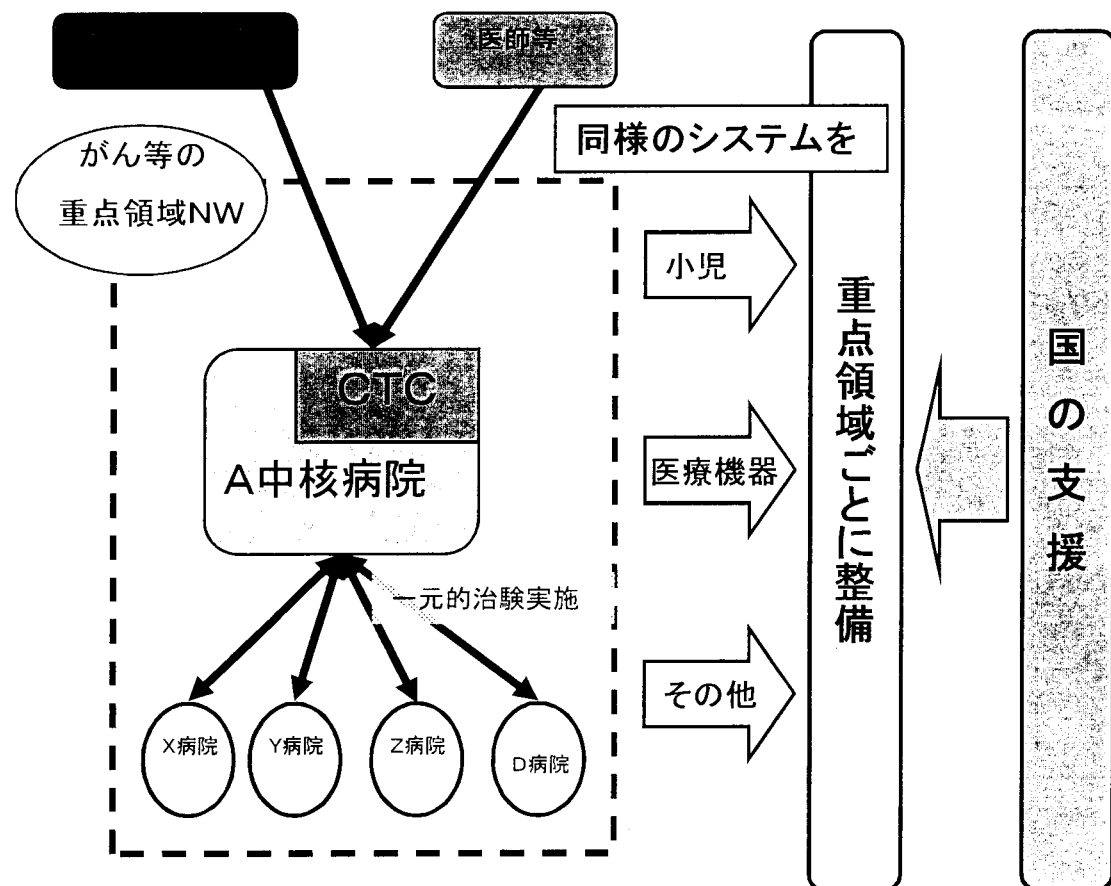 医師等
同様のシステムを
がん等の
重点領域NW
小児
CTC
A中核病院
医療機器
一元的治験実施
その他
X病院
Y病院
Z病院
D病院
重点領域ごとに整備
国の支援